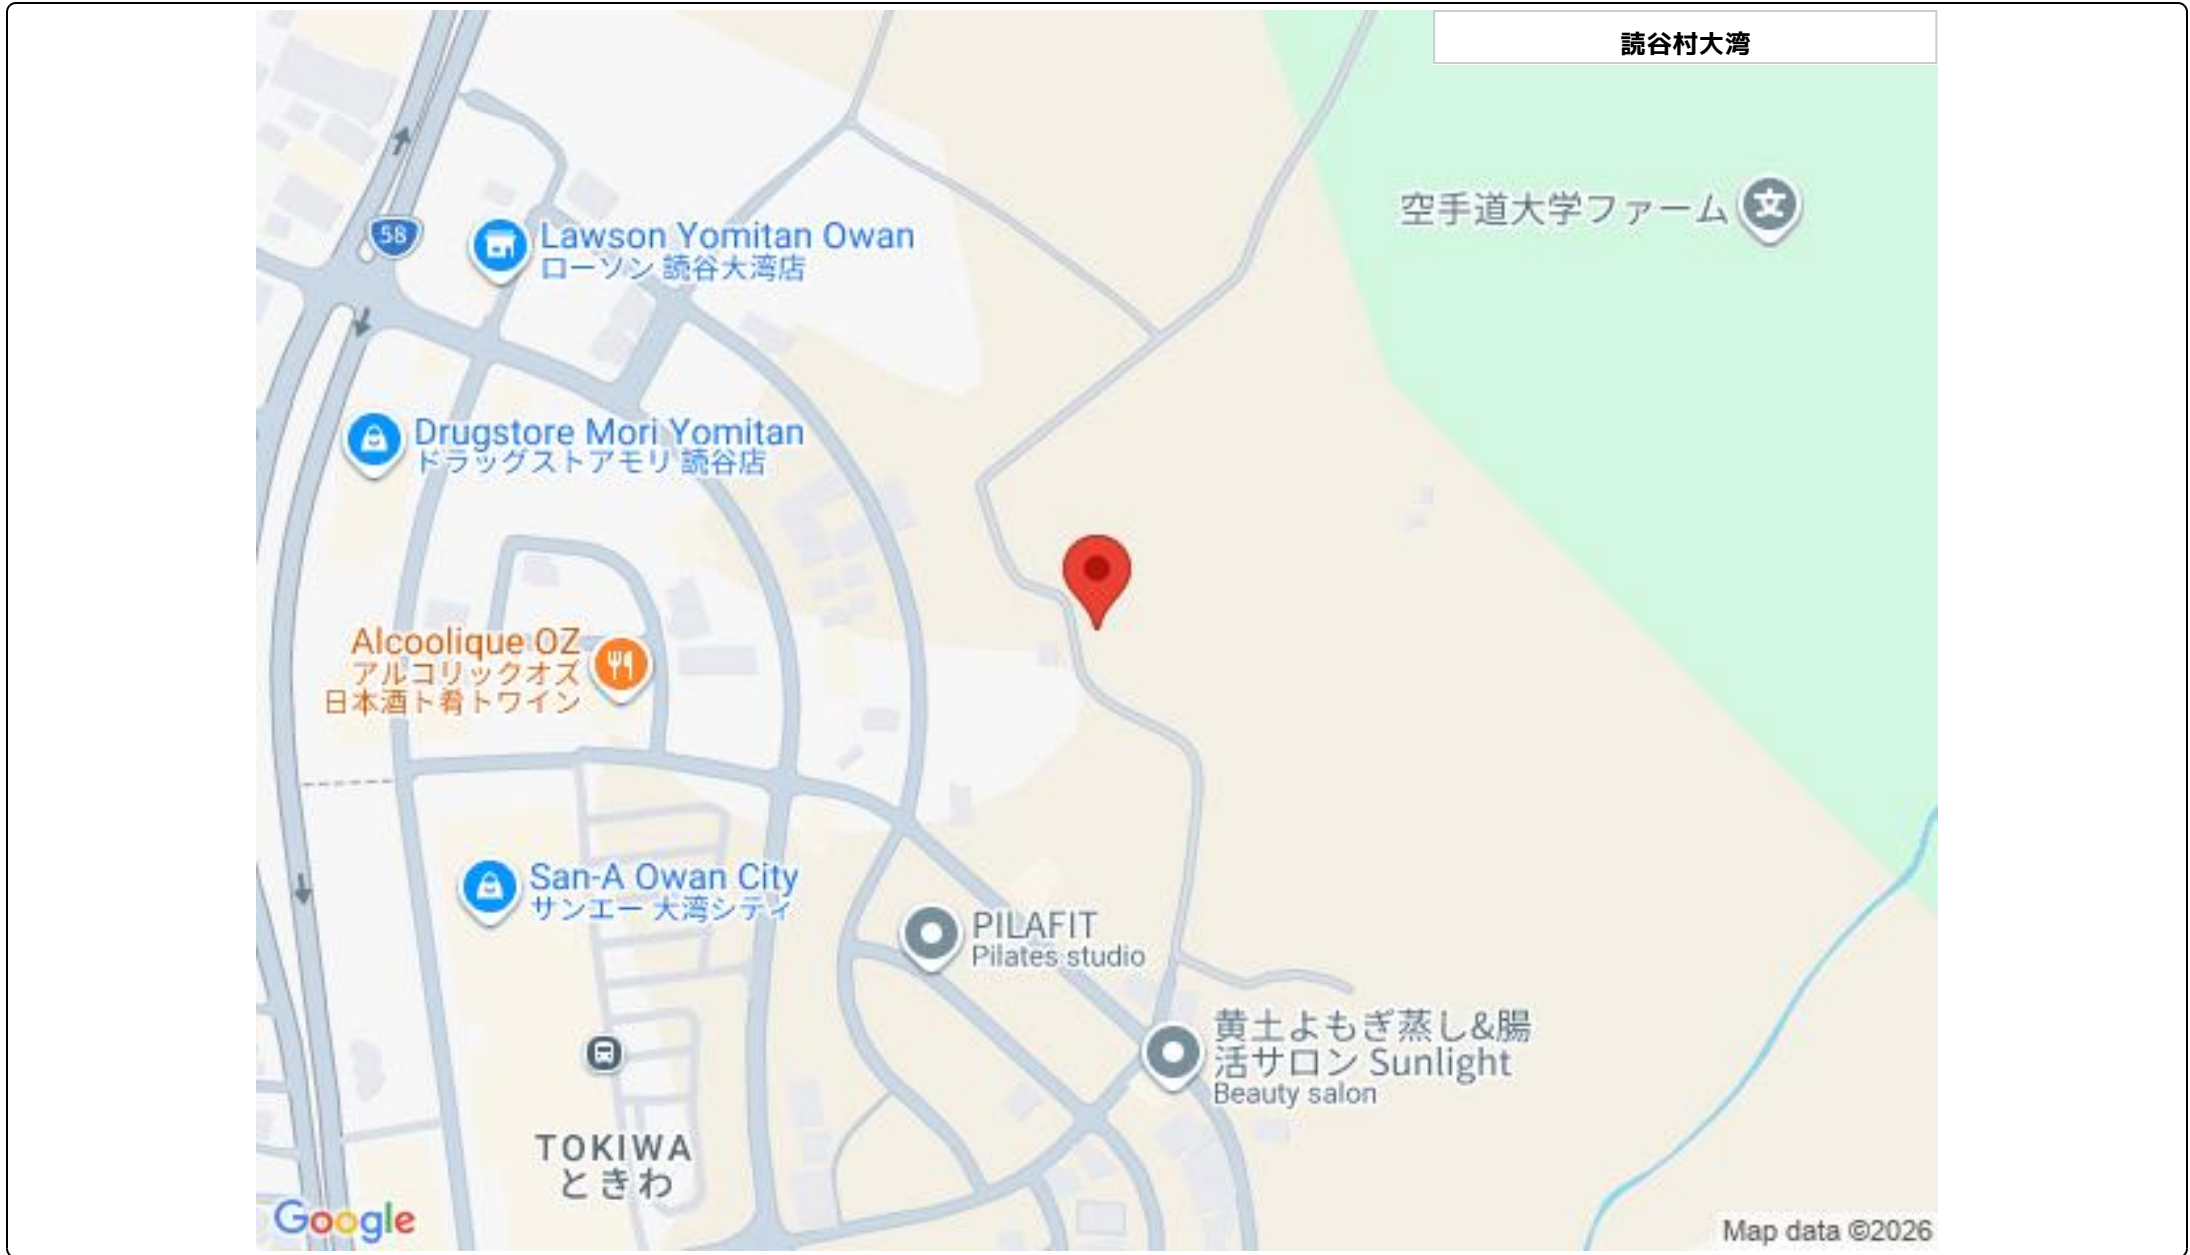 読谷村大湾
空手道大学ファーム
文
58
Lawson Yomitan Owan
ローソン 読谷大湾店
Drugstore Mori Yomitan
ドラッグストアモリ 読谷店
Alcoolique OZ
アルコリックオズ
日本酒ト肴トワイン
San-A Owan City
サンエー 大湾シティ
PILAFIT
Pilates studio
黄土よもぎ蒸し&腸
活サロン Sunlight
Beauty salon
TOKIWA
ときわ
Google
Map data ©2026